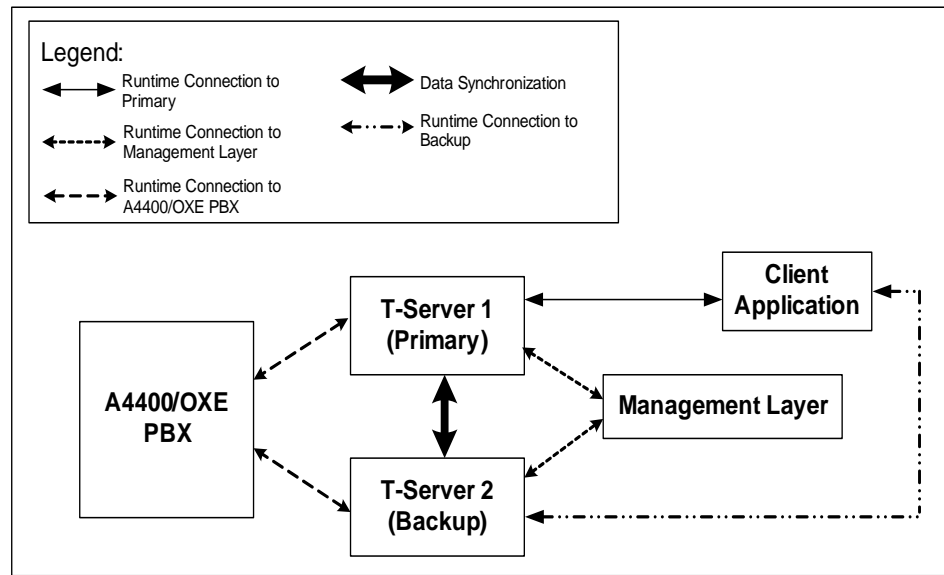 Legend:
Runtime Connection to
Primary
Data Synchronization
Runtime Connection to
Management Layer
Runtime Connection to
Backup
Runtime Connection to
A4400/OXE PBX
Client
Application
T-Server 1
(Primary)
A4400/OXE
PBX
Management Layer
T-Server 2
(Backup)